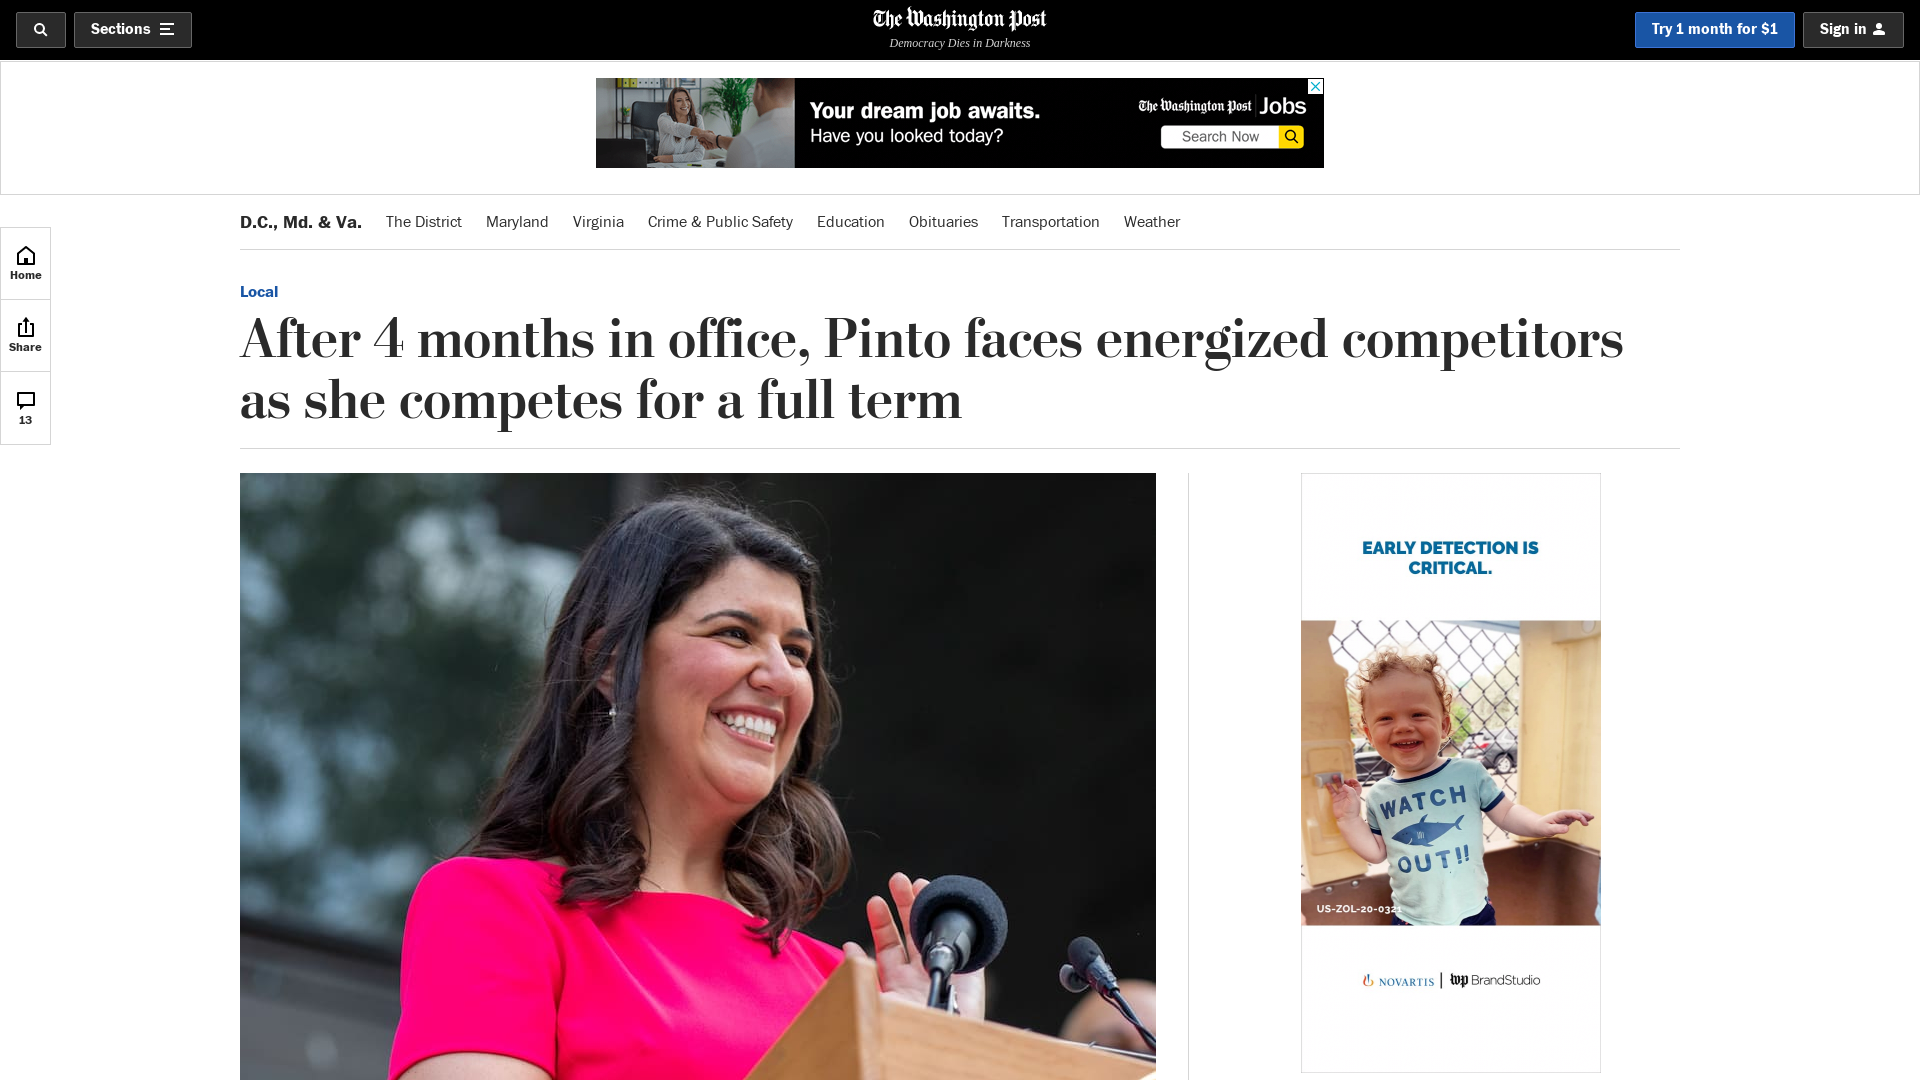 Sections
The Washington Post
Democracy Dies in Darkness
Try 1 month for $1
Sign in
Your dream job awaits.
Have you looked today?
The Washington Post Jobs
Search Now
D.C., Md. & Va. The District Maryland Virginia Crime & Public Safety Education Obituaries Transportation Weather
Home
Share
13
Local
After 4 months in office, Pinto faces energized competitors
as she competes for a full term
EARLY DETECTION IS
CRITICAL.
WATCH
OUT!!
US-ZOL-20-0321
NOVARTIS | wp BrandStudio